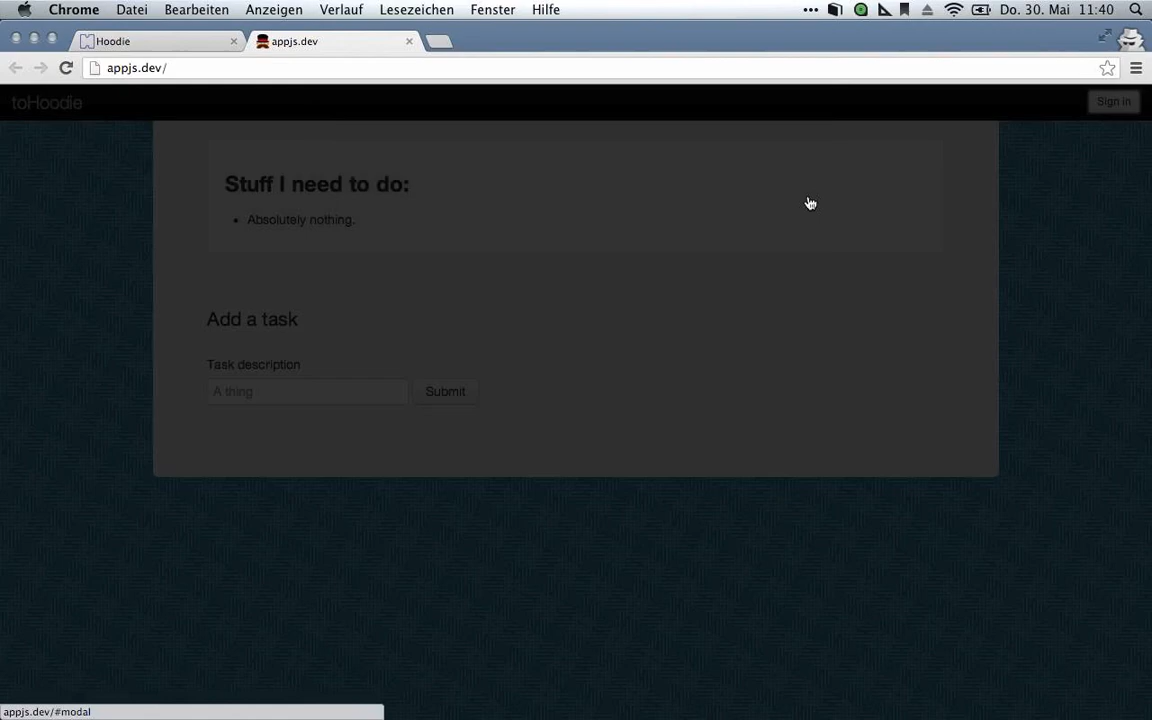 Chrome Datei Bearbeiten Anzeigen Verlauf Lesezeichen Fenster Hilfe Do. 30. Mai 11:40
Hoodie appjs.dev
appjs.dev/
toHoodie Sign in
Stuff I need to do:
Absolutely nothing.
Add a task
Task description
A thing Submit
appjs.dev/#modal